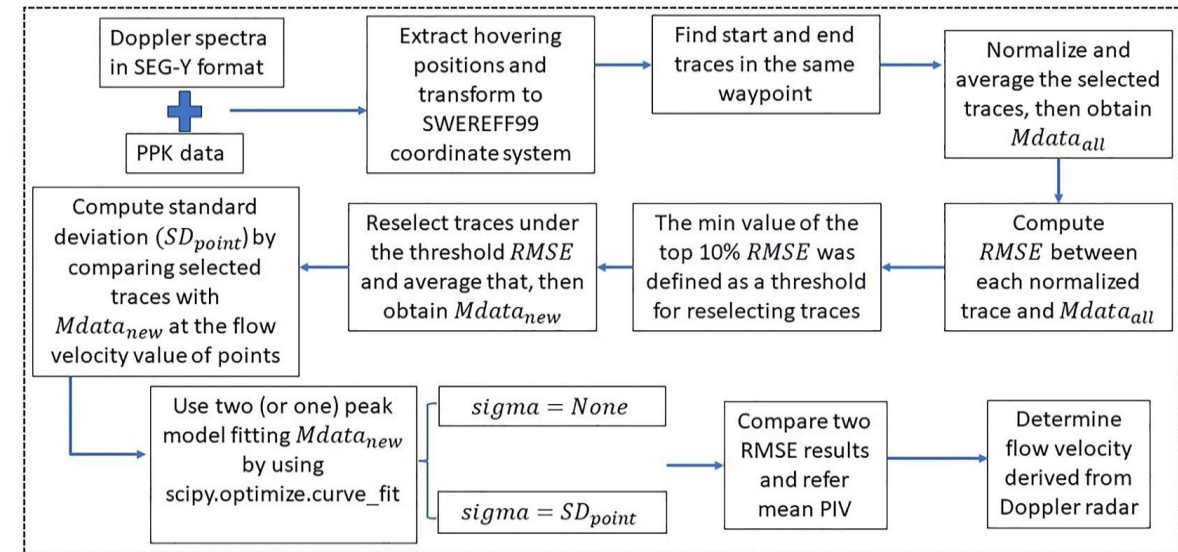 Doppler spectra
in SEG-Y format
PPK data
Extract hovering
positions and
transform to
SWEREFF99
coordinate system
Find start and end
traces in the same
waypoint
Normalize and
average the selected
traces, then obtain
Mdata_all
Compute
RMSE between
each normalized
trace and Mdata_all
The min value of the
top 10% RMSE was
defined as a threshold
for reselecting traces
Reselect traces under
the threshold RMSE
and average that, then
obtain Mdata_new
Compute standard
deviation (SD_point) by
comparing selected
traces with
Mdata_new at the flow
velocity value of points
Use two (or one) peak
model fitting Mdata_new
by using
scipy.optimize.curve_fit
sigma = None
sigma = SD_point
Compare two
RMSE results
and refer
mean PIV
Determine
flow velocity
derived from
Doppler radar